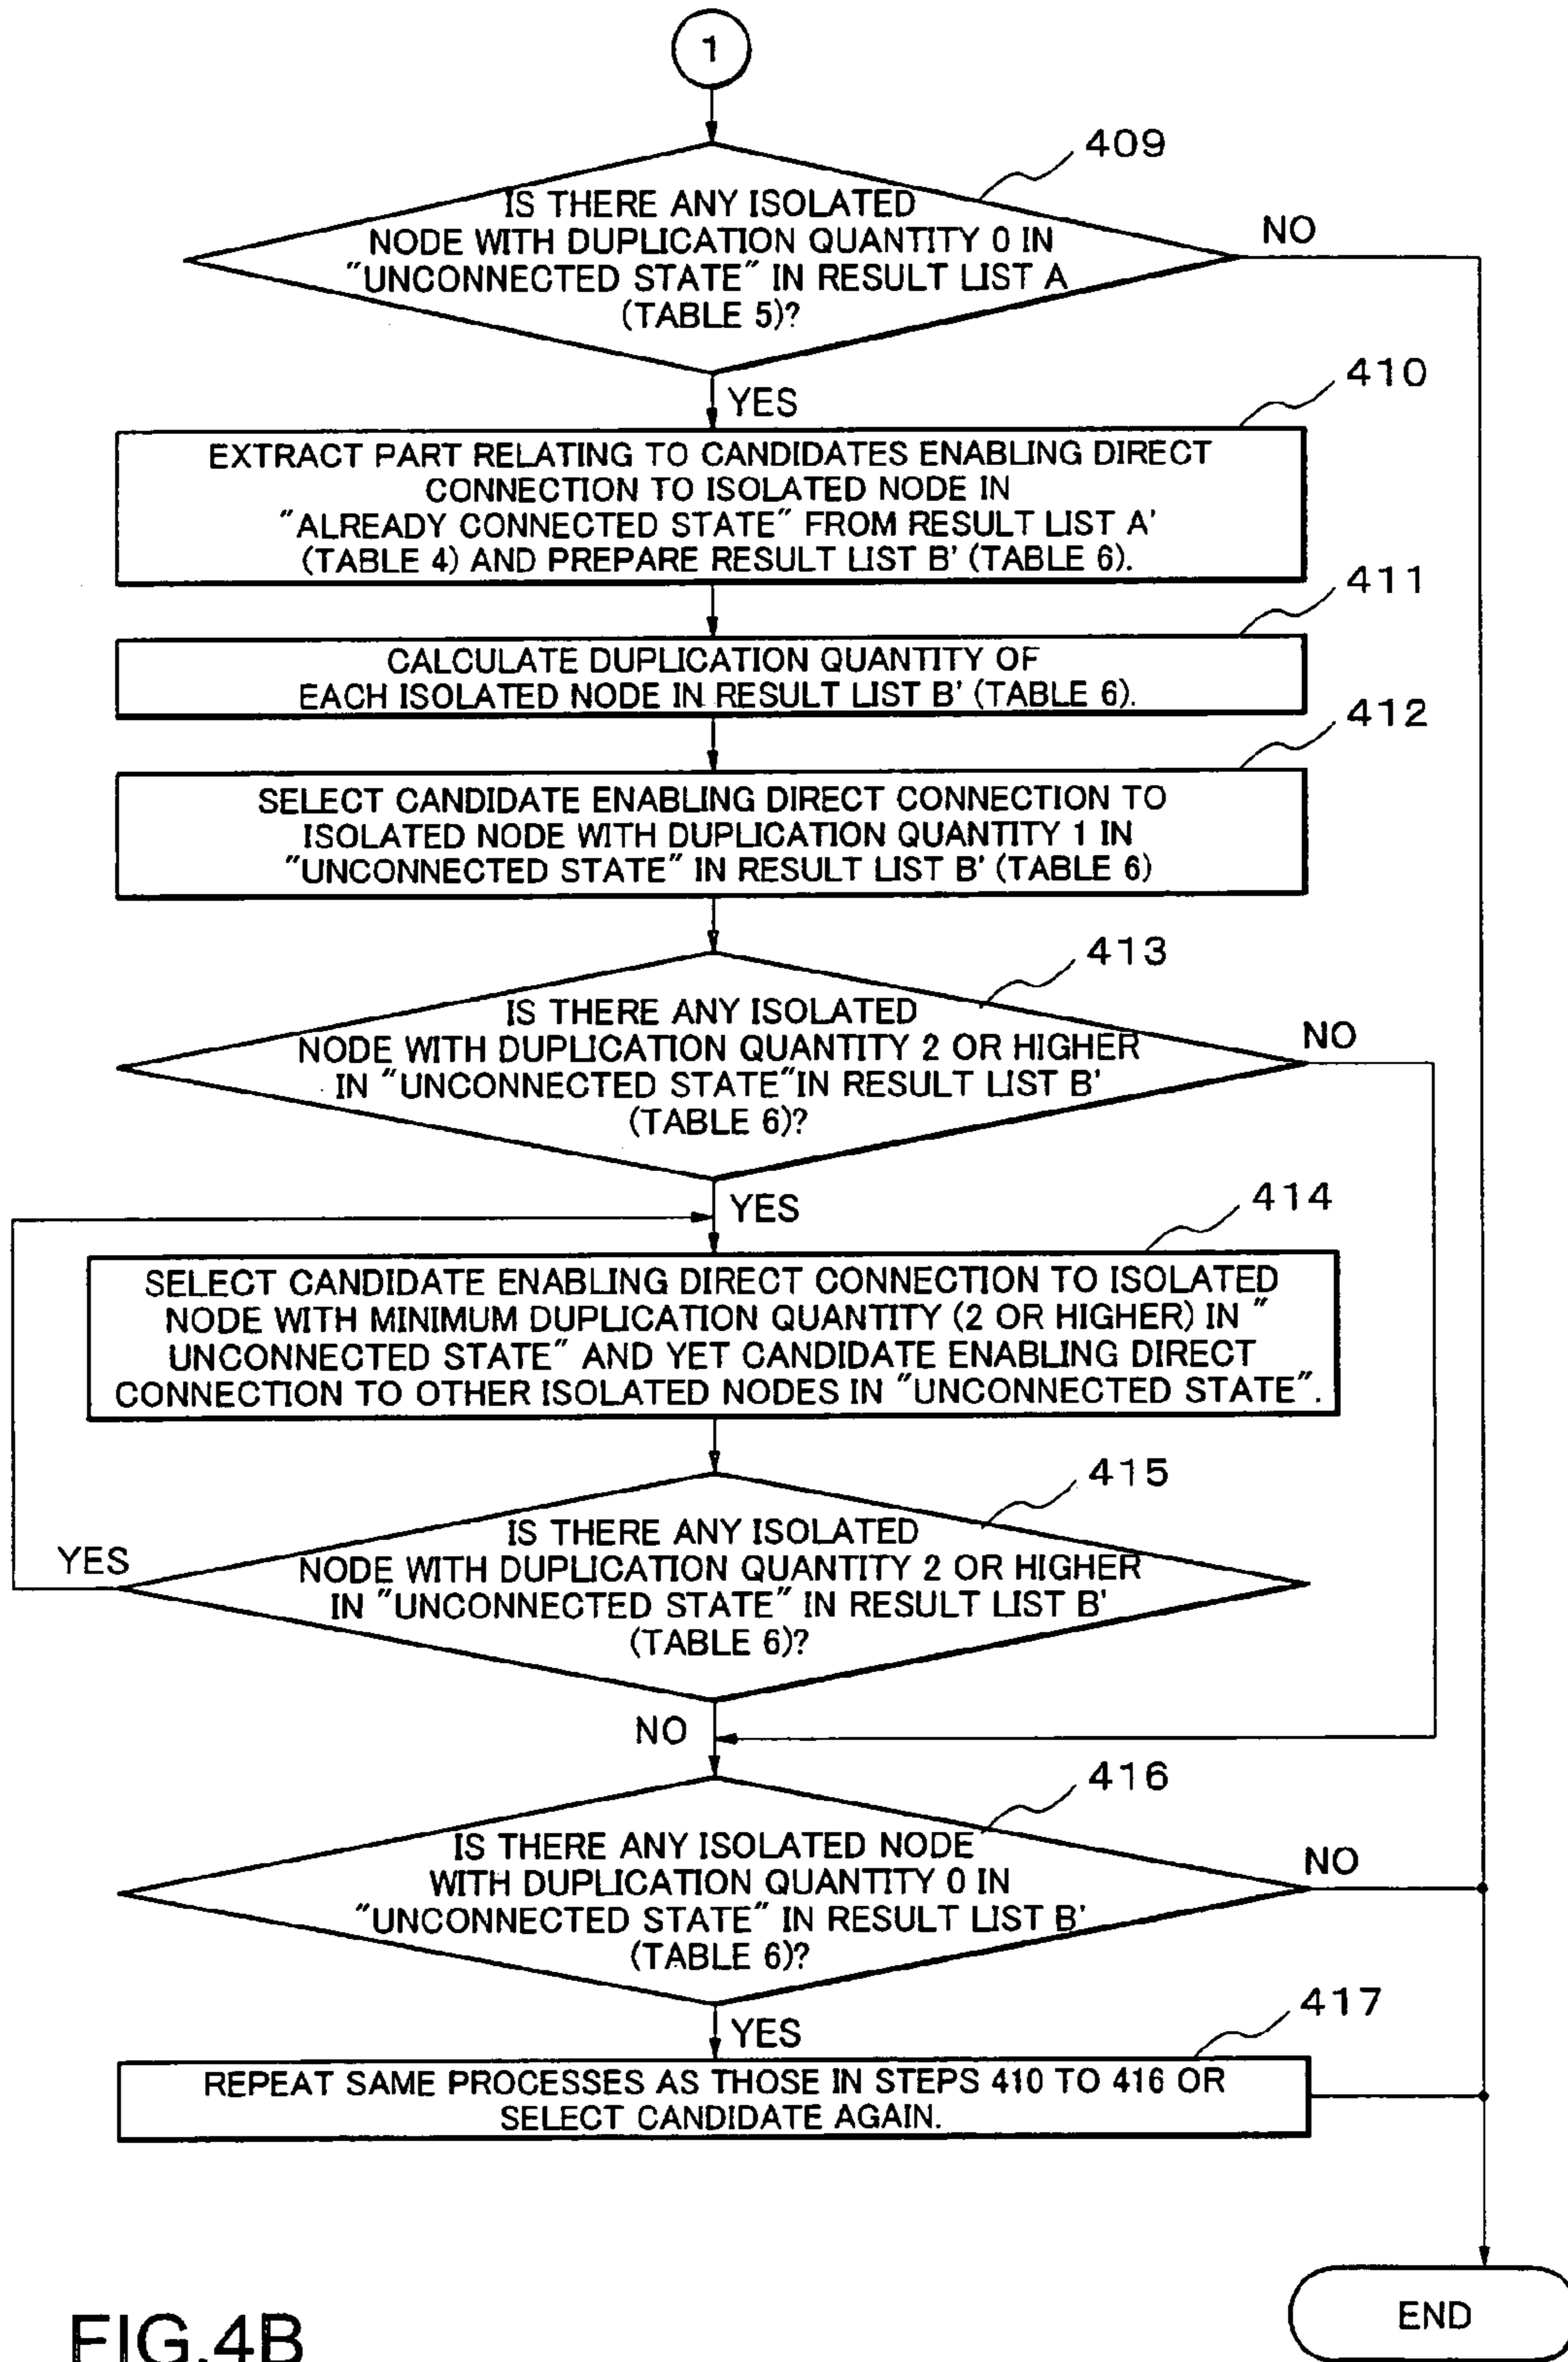 1
409
IS THERE ANY ISOLATED
NODE WITH DUPLICATION QUANTITY 0 IN
"UNCONNECTED STATE" IN RESULT LIST A
(TABLE 5)?
NO
YES
410
EXTRACT PART RELATING TO CANDIDATES ENABLING DIRECT
CONNECTION TO ISOLATED NODE IN
"ALREADY CONNECTED STATE" FROM RESULT LIST A'
(TABLE 4) AND PREPARE RESULT LIST B' (TABLE 6).
411
CALCULATE DUPLICATION QUANTITY OF
EACH ISOLATED NODE IN RESULT LIST B' (TABLE 6).
412
SELECT CANDIDATE ENABLING DIRECT CONNECTION TO
ISOLATED NODE WITH DUPLICATION QUANTITY 1 IN
"UNCONNECTED STATE" IN RESULT LIST B' (TABLE 6)
413
IS THERE ANY ISOLATED
NODE WITH DUPLICATION QUANTITY 2 OR HIGHER
IN "UNCONNECTED STATE"IN RESULT LIST B'
(TABLE 6)?
NO
YES
414
SELECT CANDIDATE ENABLING DIRECT CONNECTION TO ISOLATED
NODE WITH MINIMUM DUPLICATION QUANTITY (2 OR HIGHER) IN "
UNCONNECTED STATE" AND YET CANDIDATE ENABLING DIRECT
CONNECTION TO OTHER ISOLATED NODES IN "UNCONNECTED STATE".
415
IS THERE ANY ISOLATED
NODE WITH DUPLICATION QUANTITY 2 OR HIGHER
IN "UNCONNECTED STATE" IN RESULT LIST B'
(TABLE 6)?
YES
NO
416
IS THERE ANY ISOLATED NODE
WITH DUPLICATION QUANTITY 0 IN
"UNCONNECTED STATE" IN RESULT LIST B'
(TABLE 6)?
NO
YES
417
REPEAT SAME PROCESSES AS THOSE IN STEPS 410 TO 416 OR
SELECT CANDIDATE AGAIN.
END
FIG.4B